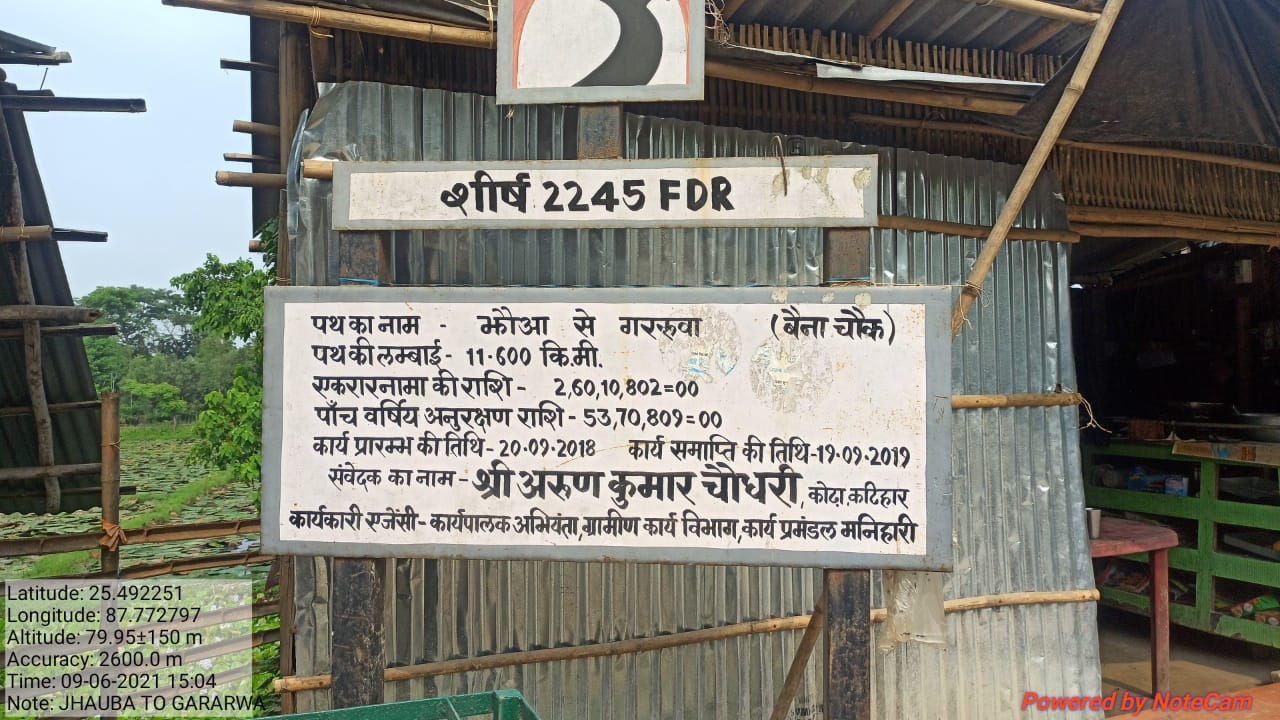 शीर्ष 2245 FDR
पथ का नाम - झौआ से गररूवा (बैना चौक)
पथ की लम्बाई - 11.600 कि.मी.
एकरारनामा की राशि - 2,60,10,802=00
पाँच वर्षिय अनुरक्षण राशि - 53,70,809=00
कार्य प्रारम्भ की तिथि - 20.09.2018 कार्य समाप्ति की तिथि - 19.09.2019
संवेदक का नाम - श्री अरूण कुमार चौधरी, कोढ़ा, कटिहार
कार्यकारी एजेंसी - कार्यपालक अभियंता, ग्रामीण कार्य विभाग, कार्य प्रमंडल मनिहारी
Latitude: 25.492251
Longitude: 87.772797
Altitude: 79.95±150 m
Accuracy: 2600.0 m
Time: 09-06-2021 15:04
Note: JHAUBA TO GARARWA
Powered by NoteCam